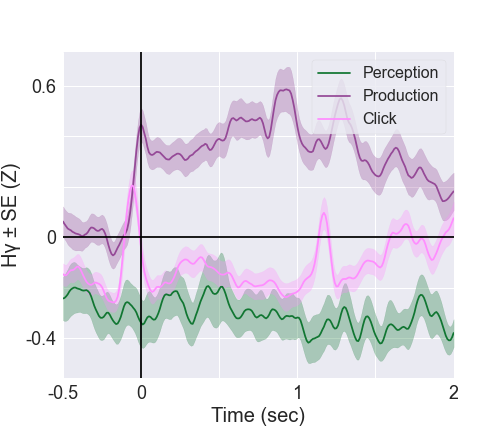 Perception
Production
Click
0.6
0
-0.4
Hγ ± SE (Z)
-0.5
0
1
2
Time (sec)